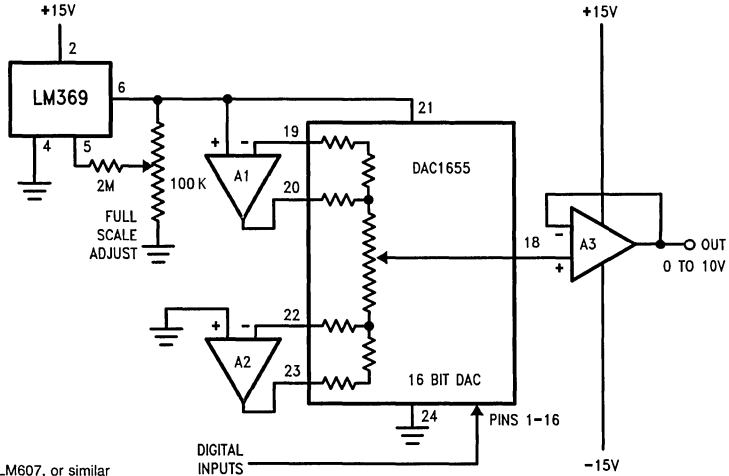 +15V
+15V
2
LM369
6
4
5
2M
100K
FULL
SCALE
ADJUST
21
19
+
-
A1
20
DAC1655
18
-
+
A3
OUT
0 TO 10V
22
+
-
A2
23
16 BIT DAC
24
PINS 1-16
DIGITAL
INPUTS
-15V
LM607, or similar